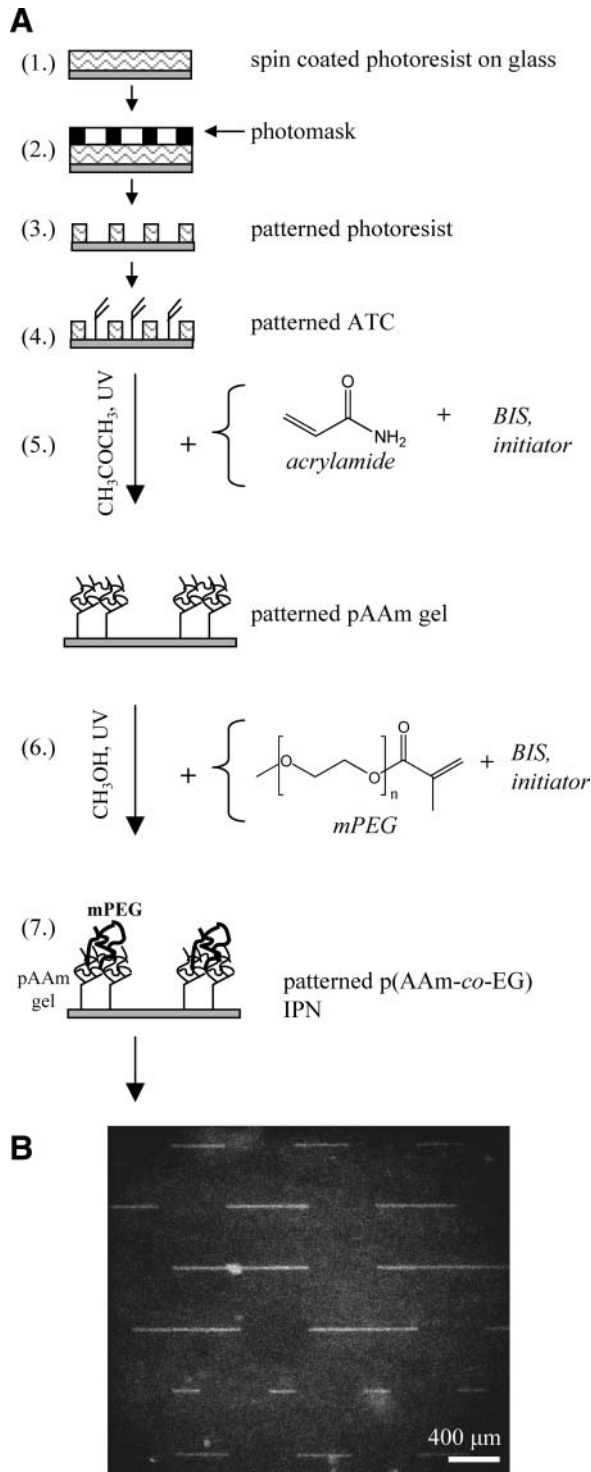 A
(1.) spin coated photoresist on glass
(2.) photomask
(3.) patterned photoresist
(4.) patterned ATC
(5.) CH3COCH3, UV + O NH2 acrylamide + BIS, initiator
patterned pAAm gel
(6.) CH3OH, UV + O O n O mPEG + BIS, initiator
(7.) mPEG
pAAm gel
patterned p(AAm-co-EG)
IPN
B
400 μm